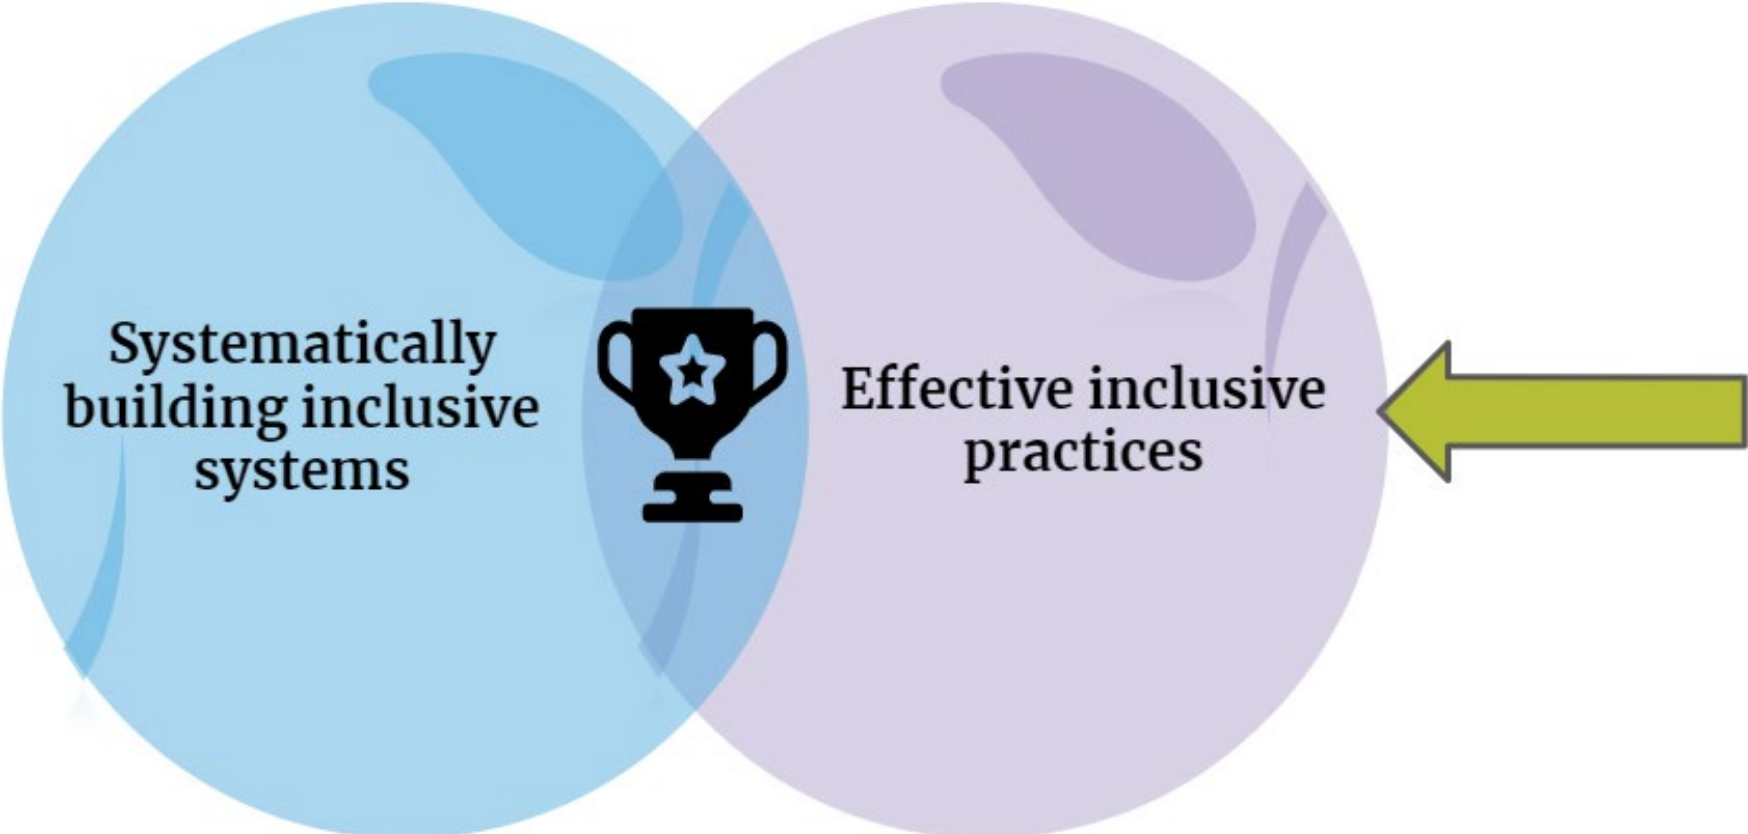 Systematically
building inclusive
systems
Effective inclusive
practices